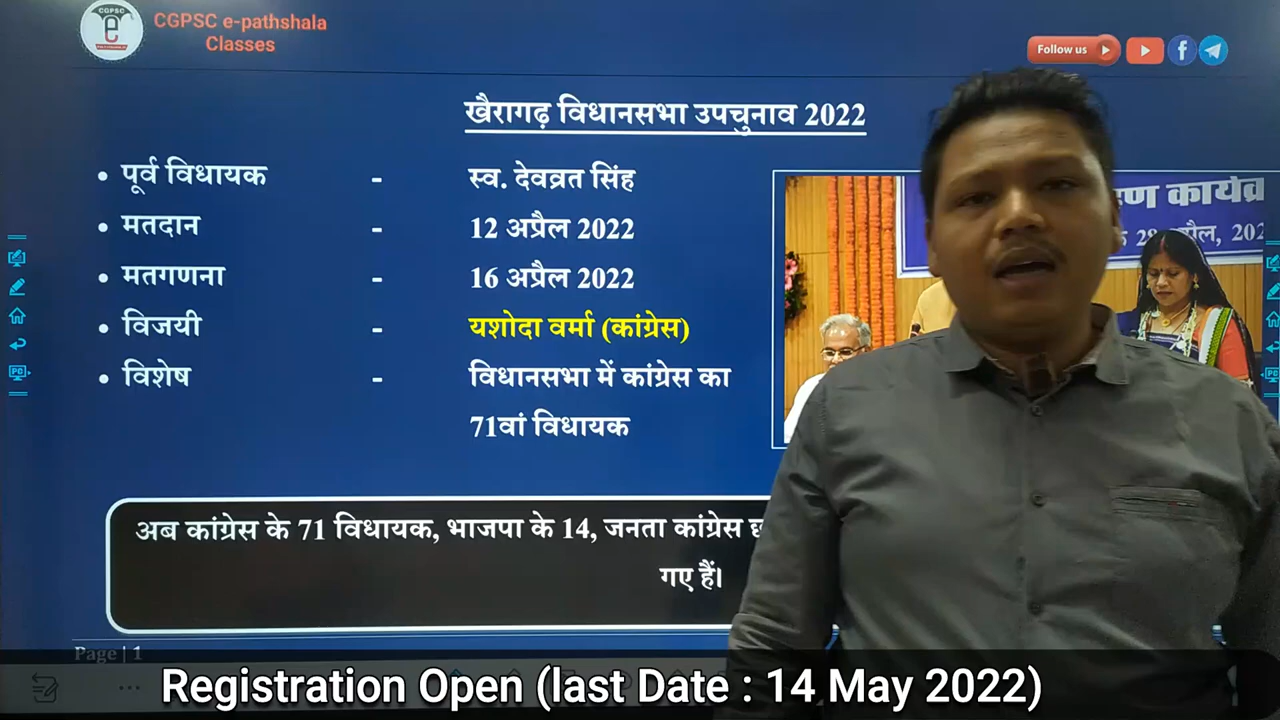 CGPSC
e
CGPSC e-pathshala
Classes
Follow us
खैरागढ़ विधानसभा उपचुनाव 2022
• पूर्व विधायक - स्व. देवव्रत सिंह
• मतदान - 12 अप्रैल 2022
• मतगणना - 16 अप्रैल 2022
• विजयी - यशोदा वर्मा (कांग्रेस)
• विशेष - विधानसभा में कांग्रेस का
71वां विधायक
कार्यक्र
अब कांग्रेस के 71 विधायक, भाजपा के 14, जनता कांग्रेस
गए हैं।
Page | 1
Registration Open (last Date : 14 May 2022)